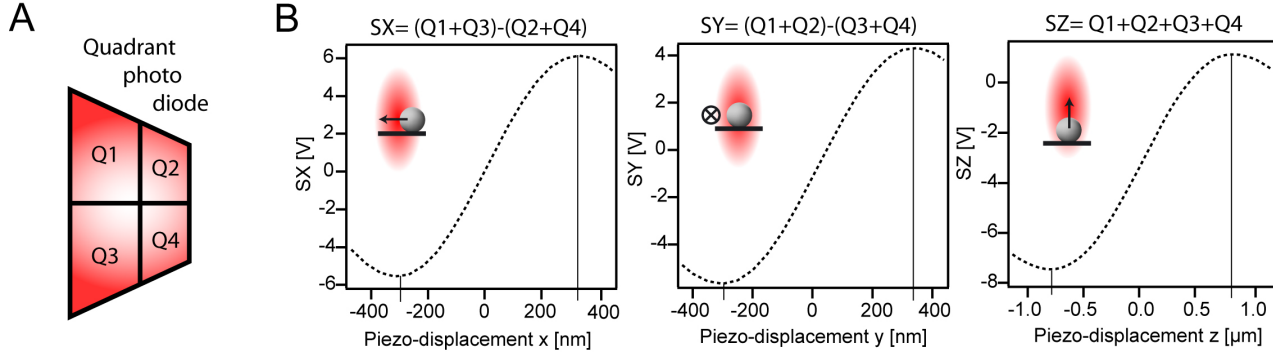 A
Quadrant
photo
diode
Q1
Q2
Q3
Q4
B
SX= (Q1+Q3)-(Q2+Q4)
6
4
2
0
-2
-4
-6
SX [V]
-400 -200 0 200 400
Piezo-displacement x [nm]
SY= (Q1+Q2)-(Q3+Q4)
4
2
0
-2
-4
SY [V]
-400 -200 0 200 400
Piezo-displacement y [nm]
SZ= Q1+Q2+Q3+Q4
0
-2
-4
-6
-8
SZ [V]
-1.0 -0.5 0.0 0.5 1.0
Piezo-displacement z [µm]